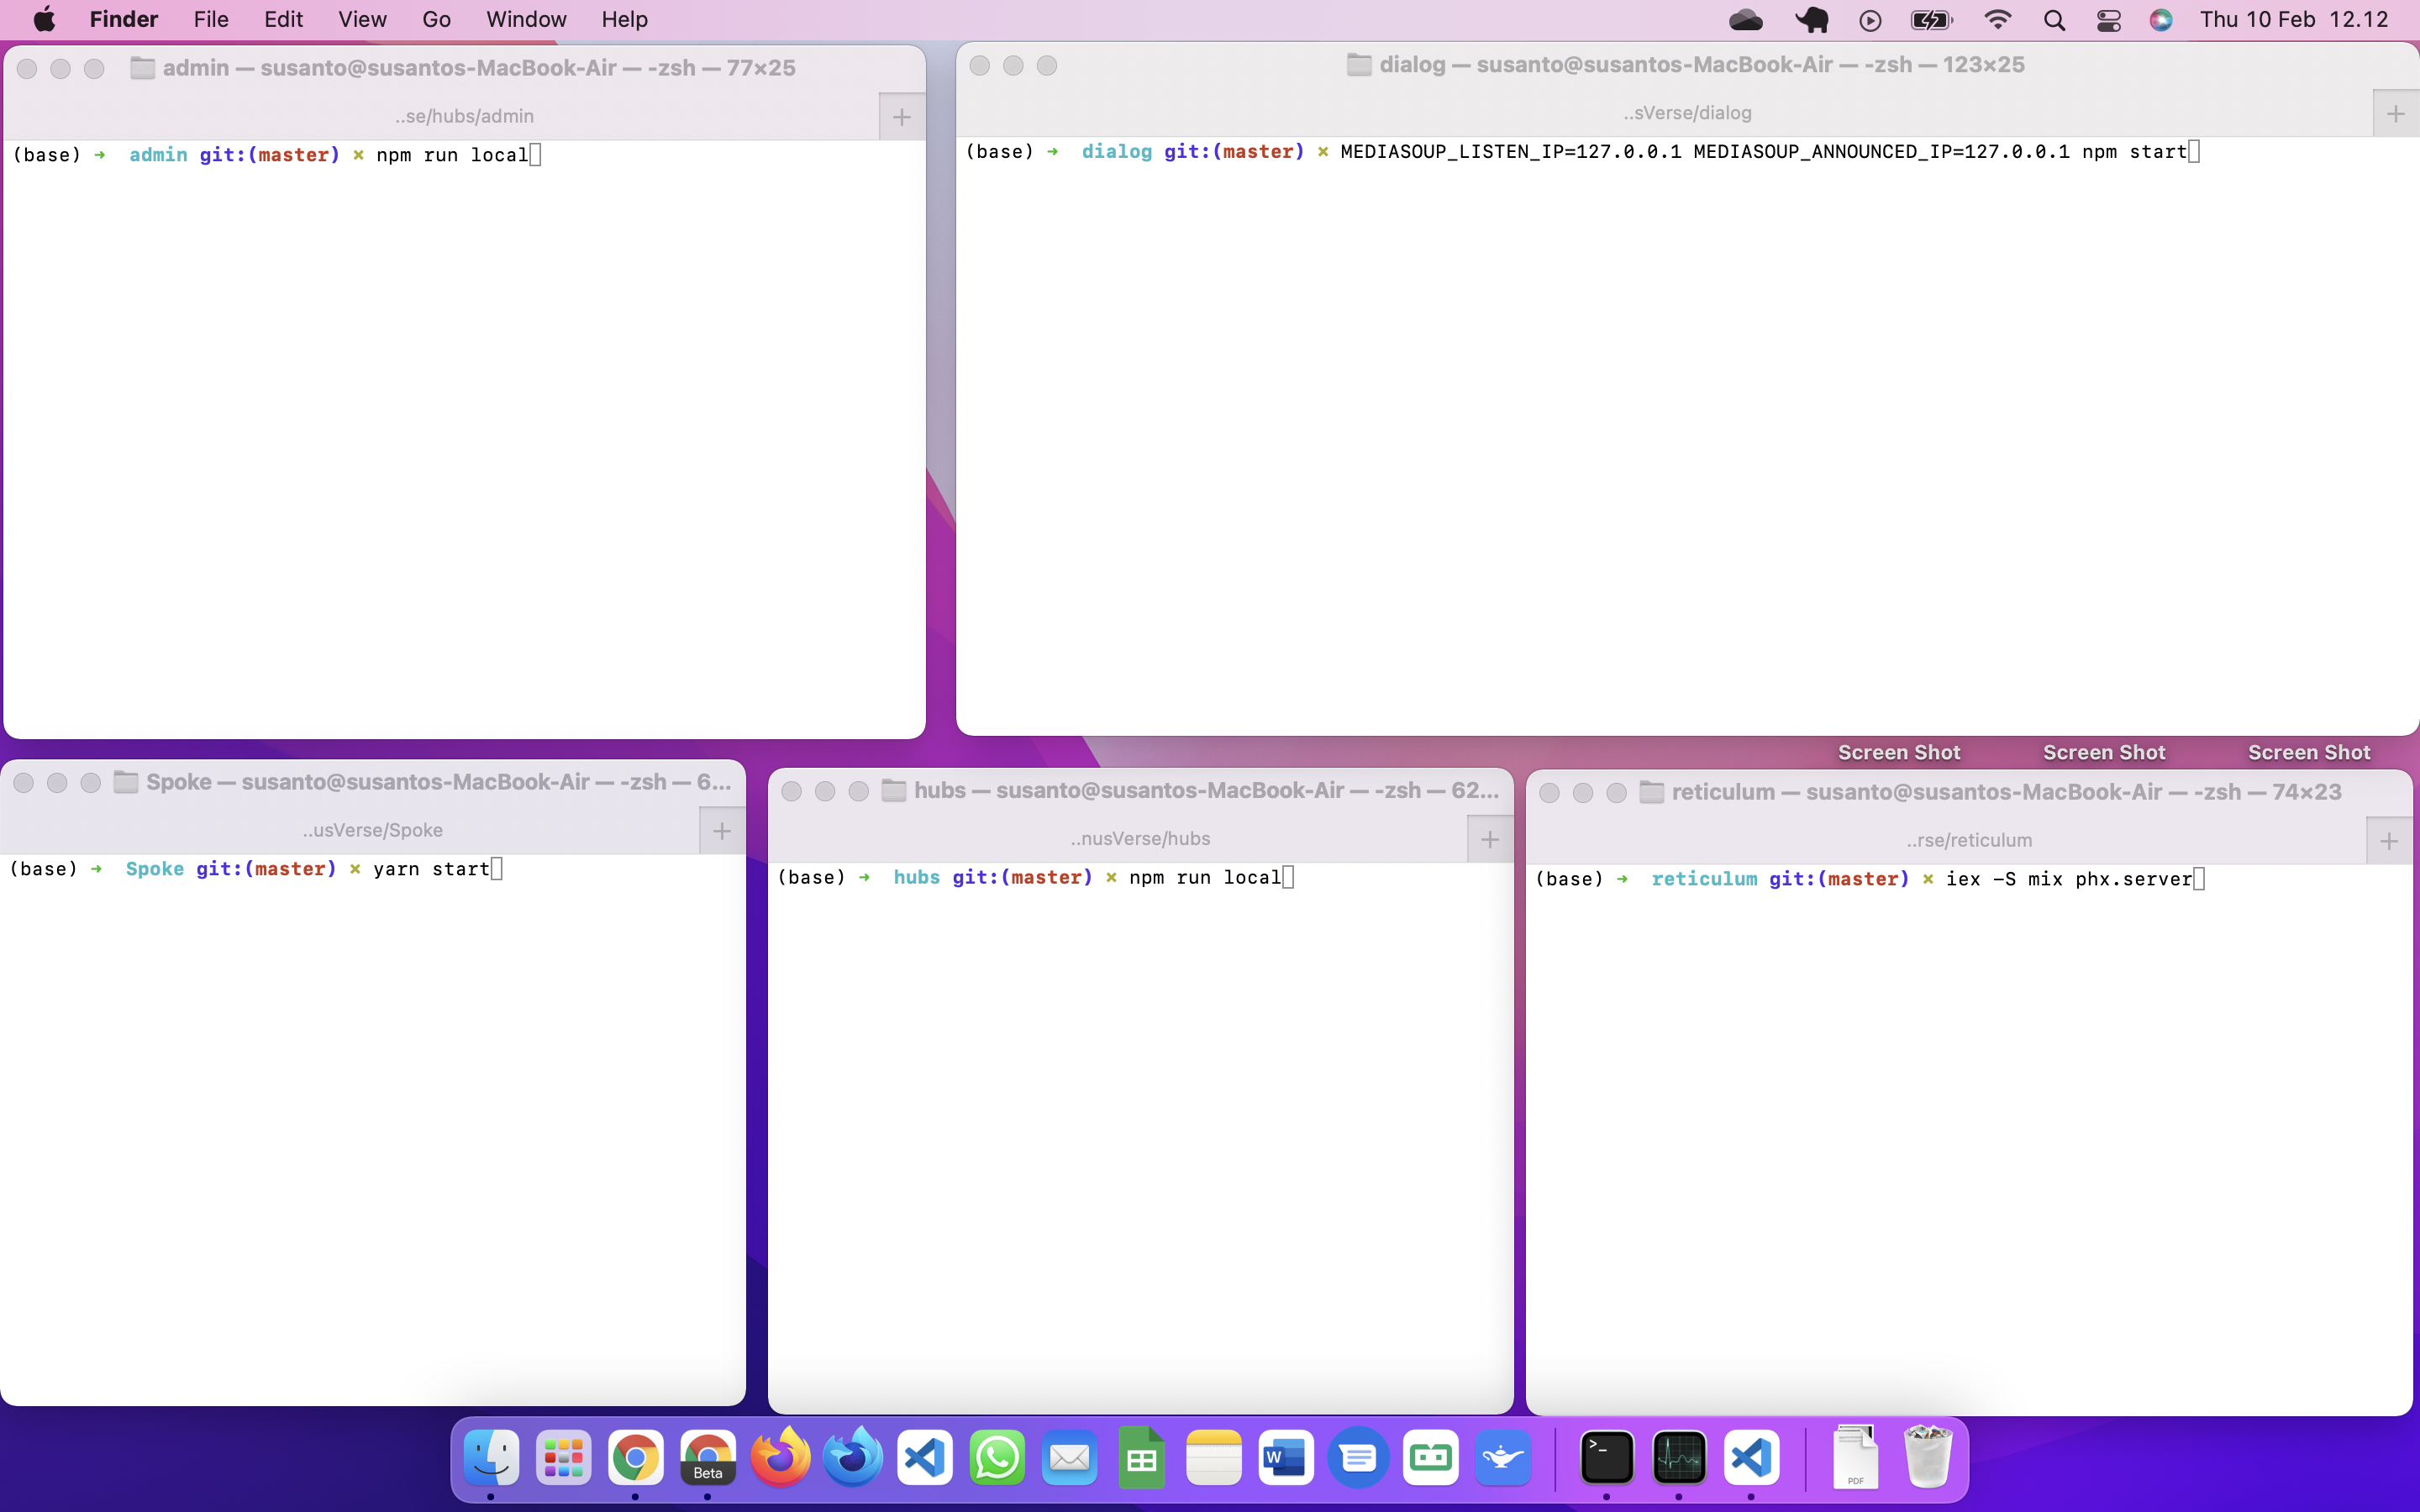 Finder File Edit View Go Window Help Thu 10 Feb 12.12
admin — susanto@susantos-MacBook-Air — -zsh — 77×25
..se/hubs/admin
(base) ➜ admin git:(master) × npm run local
dialog — susanto@susantos-MacBook-Air — -zsh — 123×25
..sVerse/dialog
(base) ➜ dialog git:(master) × MEDIASOUP_LISTEN_IP=127.0.0.1 MEDIASOUP_ANNOUNCED_IP=127.0.0.1 npm start
Screen Shot Screen Shot Screen Shot
Spoke — susanto@susantos-MacBook-Air — -zsh — 6...
..usVerse/Spoke
(base) ➜ Spoke git:(master) × yarn start
hubs — susanto@susantos-MacBook-Air — -zsh — 62...
..nusVerse/hubs
(base) ➜ hubs git:(master) × npm run local
reticulum — susanto@susantos-MacBook-Air — -zsh — 74×23
..rse/reticulum
(base) ➜ reticulum git:(master) × iex -S mix phx.server
Beta
W
>_
PDF